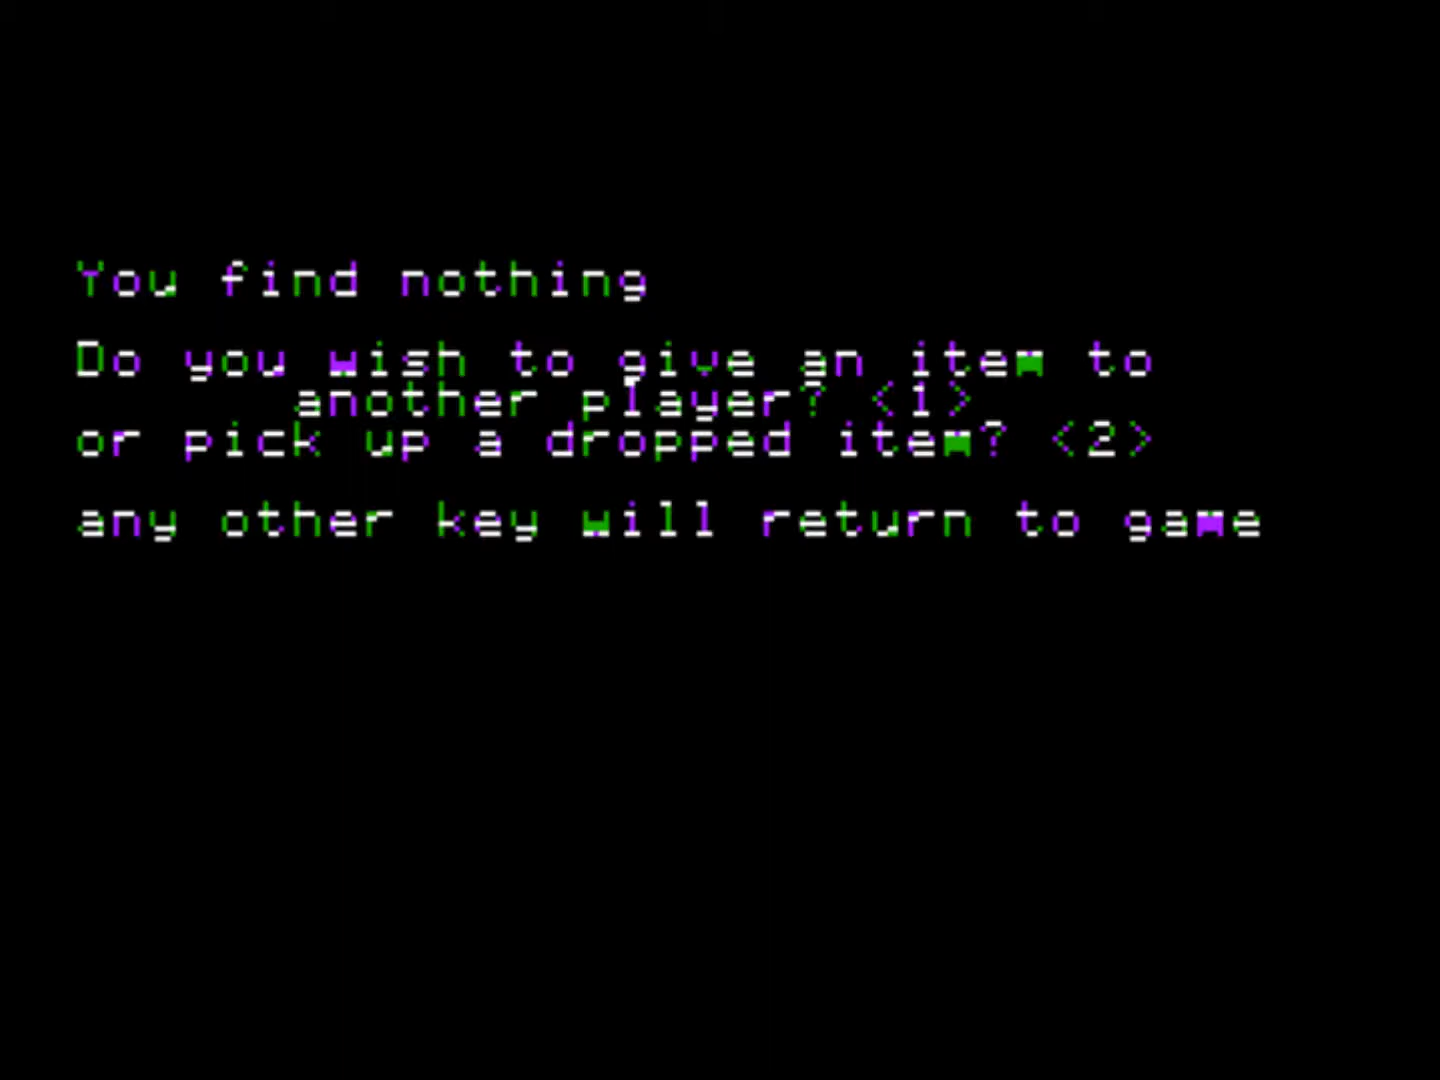 You find nothing
Do you wish to give an item to
another player? <1>
or pick up a dropped item? <2>
any other key will return to game